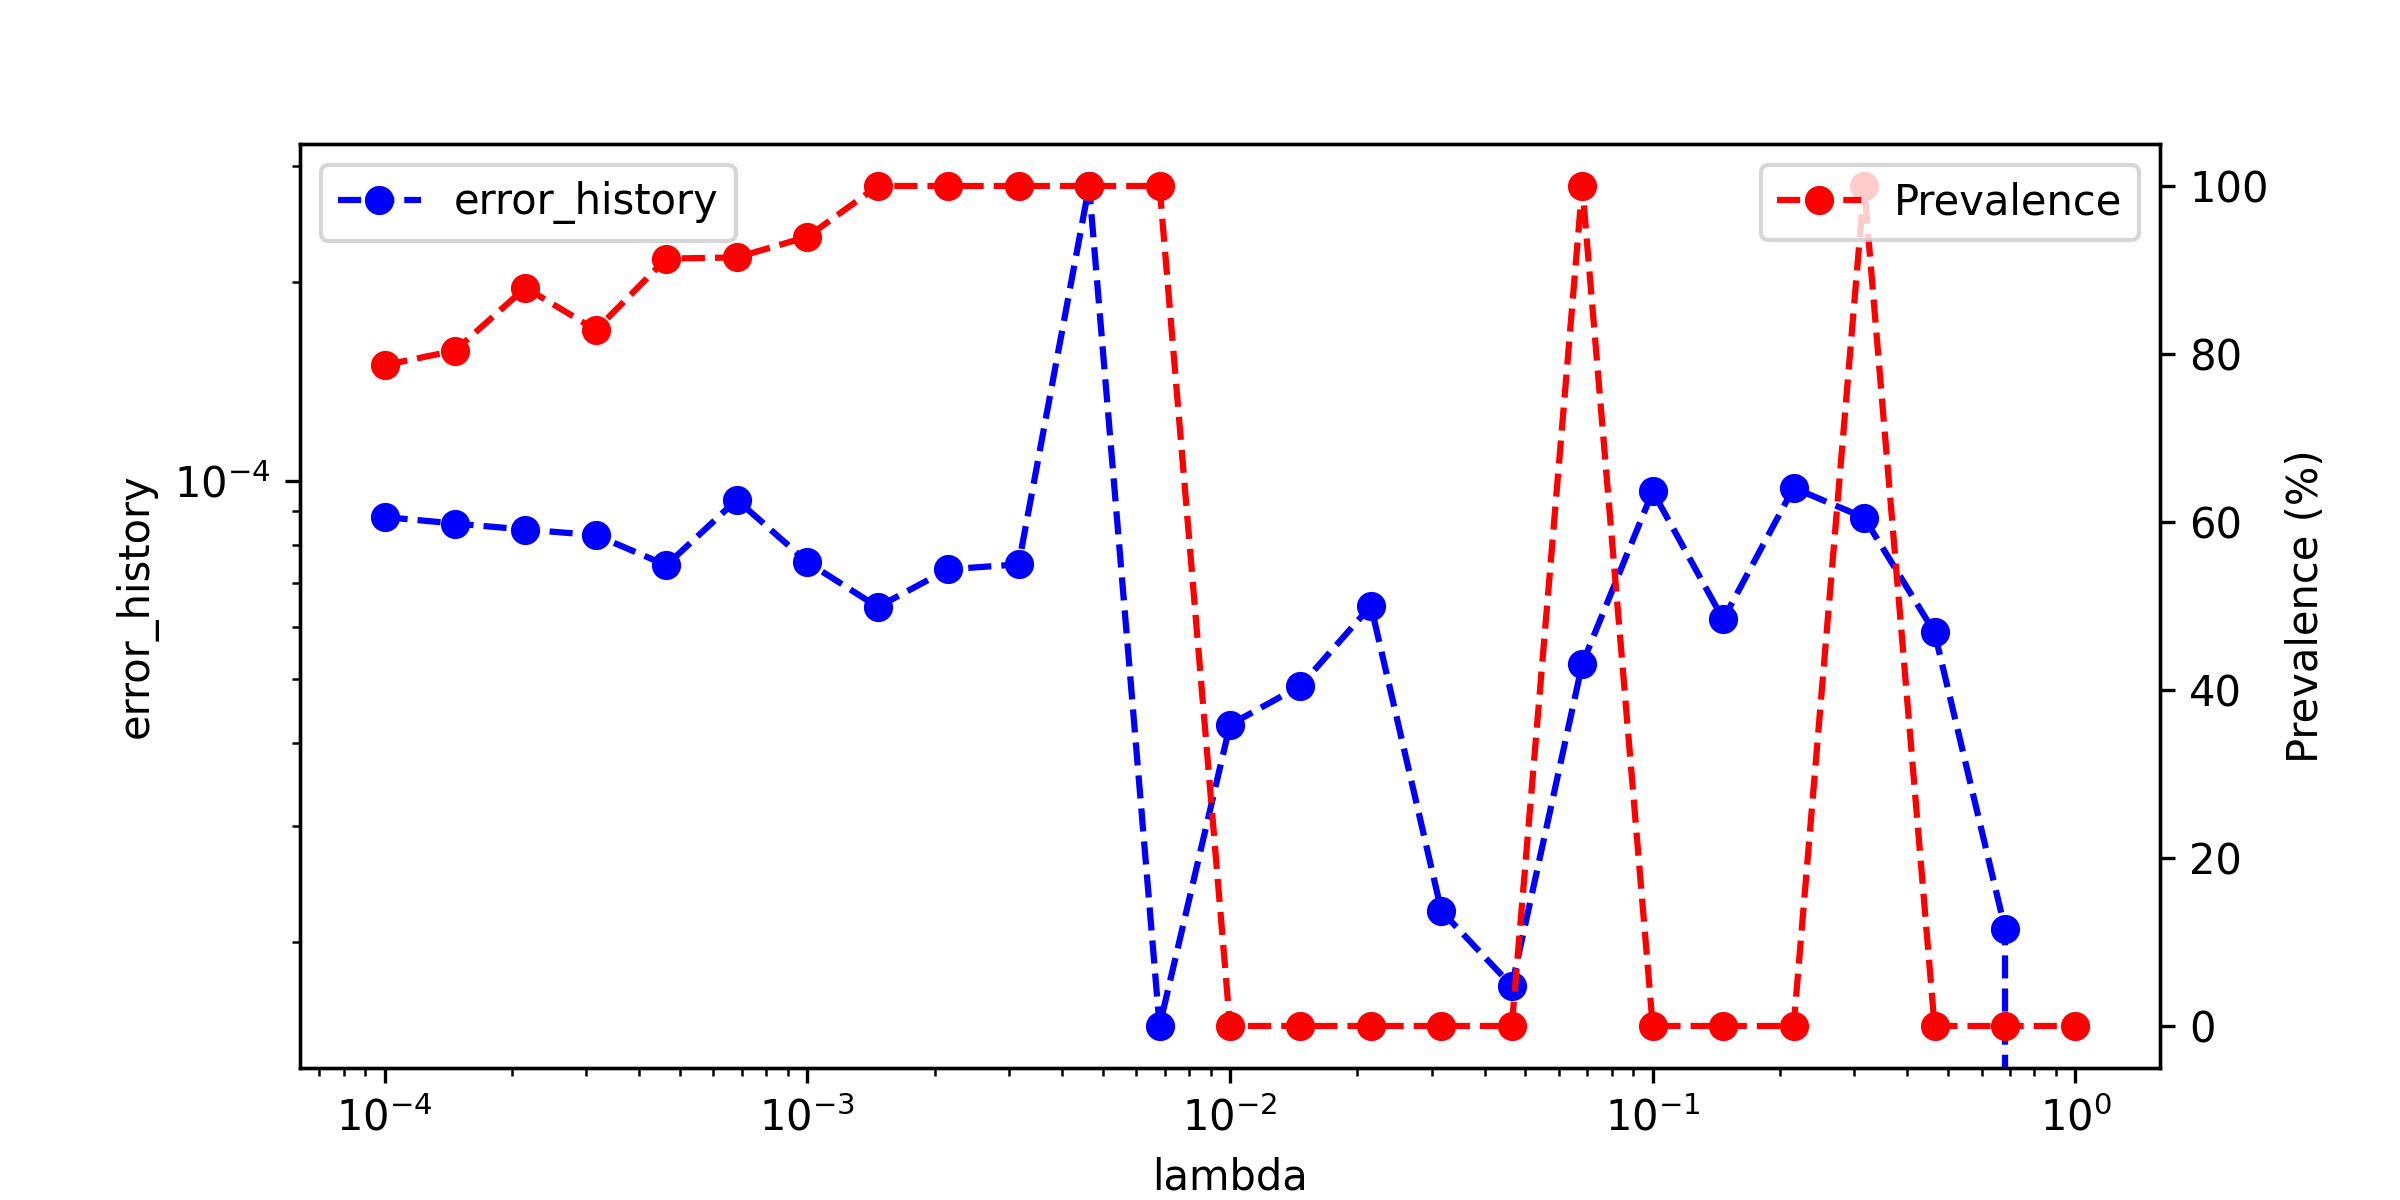 error_history
Prevalence
10⁻⁴
error_history
100
80
60
40
20
0
Prevalence (%)
10⁻⁴ 10⁻³ 10⁻² 10⁻¹ 10⁰
lambda